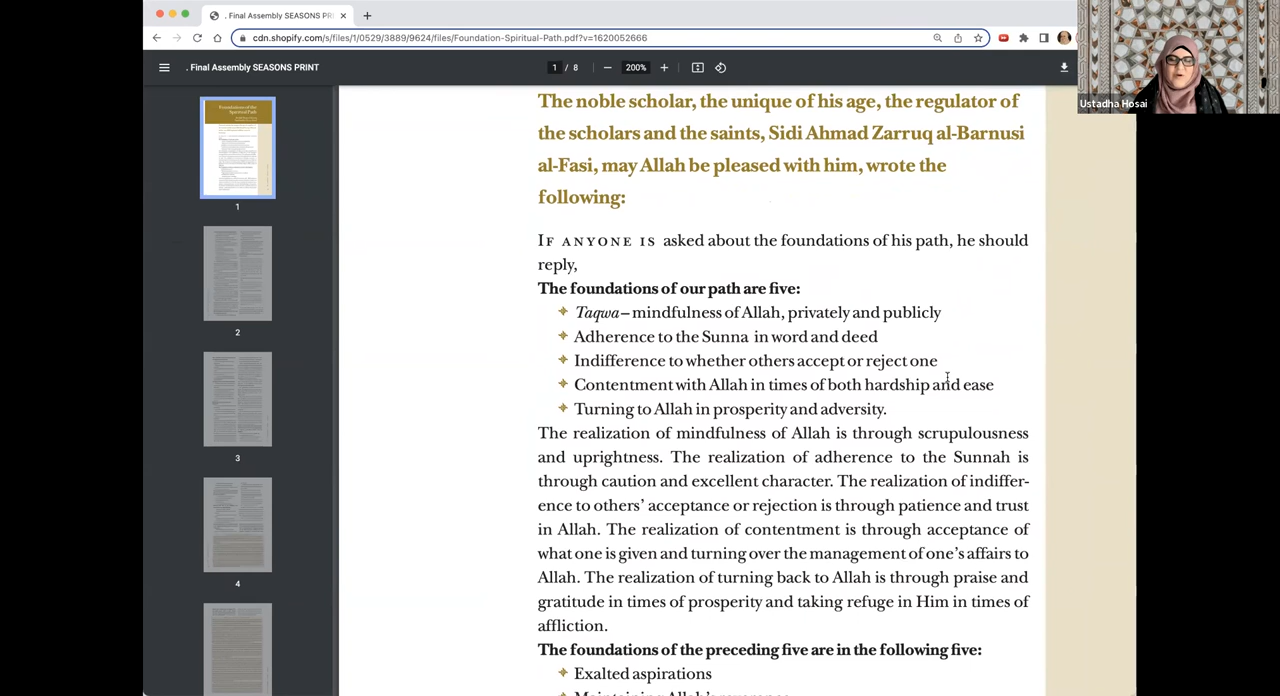 . Final Assembly SEASONS PRI
cdn.shopify.com/s/files/1/0529/3889/9624/files/Foundation-Spiritual-Path.pdf?v=1620052666
. Final Assembly SEASONS PRINT
1 / 8
200%
Ustadha Hosai
Foundations of the
Spiritual Path
1
2
3
4
The noble scholar, the unique of his age, the regulator of
the scholars and the saints, Sidi Ahmad Zarruq al-Barnusi
al-Fasi, may Allah be pleased with him, wrote the
following:
IF ANYONE IS asked about the foundations of his path, he should
reply,
The foundations of our path are five:
Taqwa– mindfulness of Allah, privately and publicly
Adherence to the Sunna in word and deed
Indifference to whether others accept or reject one
Contentment with Allah in times of both hardship and ease
Turning to Allah in prosperity and adversity.
The realization of mindfulness of Allah is through scrupulousness
and uprightness. The realization of adherence to the Sunnah is
through caution and excellent character. The realization of indiffer-
ence to others' acceptance or rejection is through patience and trust
in Allah. The realization of contentment is through acceptance of
what one is given and turning over the management of one's affairs to
Allah. The realization of turning back to Allah is through praise and
gratitude in times of prosperity and taking refuge in Him in times of
affliction.
The foundations of the preceding five are in the following five:
Exalted aspirations
Maintaining Allah's reverence